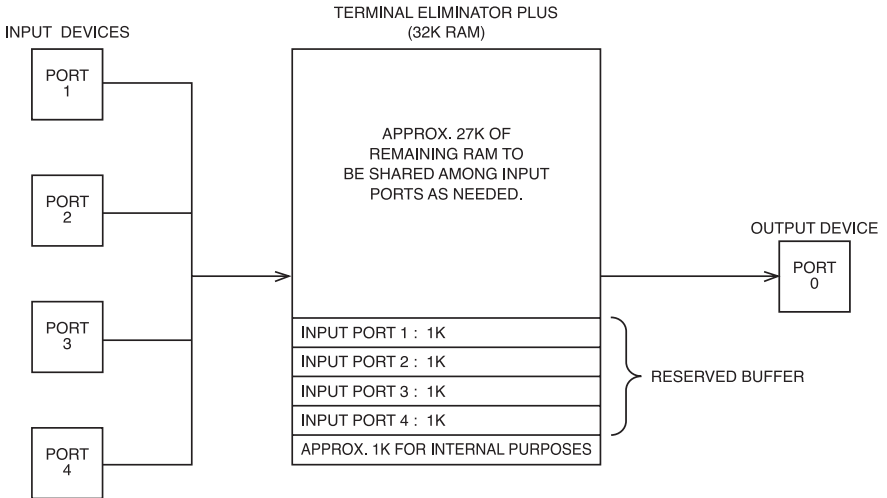 TERMINAL ELIMINATOR PLUS
(32K RAM)
INPUT DEVICES
PORT
1
PORT
2
PORT
3
PORT
4
APPROX. 27K OF
REMAINING RAM TO
BE SHARED AMONG INPUT
PORTS AS NEEDED.
INPUT PORT 1 : 1K
INPUT PORT 2 : 1K
INPUT PORT 3 : 1K
INPUT PORT 4 : 1K
APPROX. 1K FOR INTERNAL PURPOSES
RESERVED BUFFER
OUTPUT DEVICE
PORT
0